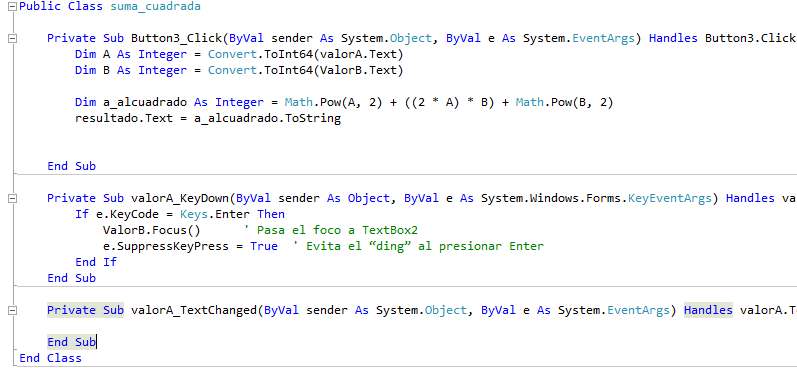 Public Class suma_cuadrada
Private Sub Button3_Click(ByVal sender As System.Object, ByVal e As System.EventArgs) Handles Button3.Click
Dim A As Integer = Convert.ToInt64(valorA.Text)
Dim B As Integer = Convert.ToInt64(ValorB.Text)
Dim a_alcuadrado As Integer = Math.Pow(A, 2) + ((2 * A) * B) + Math.Pow(B, 2)
resultado.Text = a_alcuadrado.ToString
End Sub
Private Sub valorA_KeyDown(ByVal sender As Object, ByVal e As System.Windows.Forms.KeyEventArgs) Handles va
If e.KeyCode = Keys.Enter Then
ValorB.Focus() ' Pasa el foco a TextBox2
e.SuppressKeyPress = True ' Evita el “ding” al presionar Enter
End If
End Sub
Private Sub valorA_TextChanged(ByVal sender As System.Object, ByVal e As System.EventArgs) Handles valorA.T
End Sub
End Class